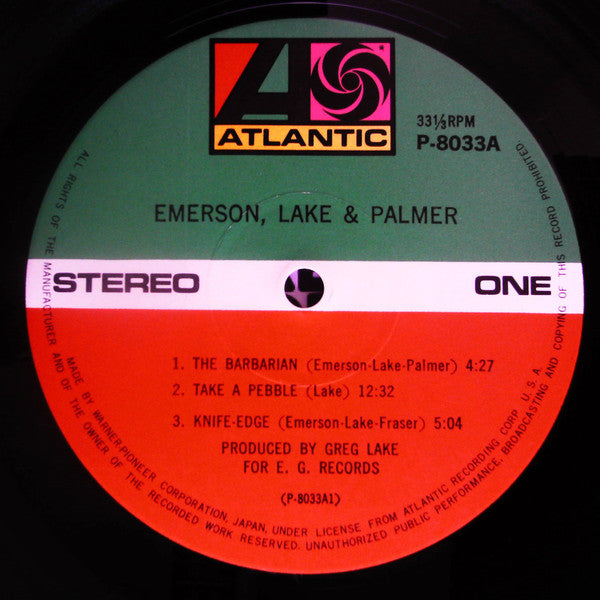 ATLANTIC
33⅓RPM
P-8033A
EMERSON, LAKE & PALMER
STEREO
ONE
1. THE BARBARIAN (Emerson-Lake-Palmer) 4:27
2. TAKE A PEBBLE (Lake) 12:32
3. KNIFE-EDGE (Emerson-Lake-Fraser) 5:04
PRODUCED BY GREG LAKE
FOR E. G. RECORDS
(P-8033A1)
MADE BY WARNER-PIONEER CORPORATION, JAPAN, UNDER LICENSE FROM ATLANTIC RECORDING CORP. U. S. A.
ALL RIGHTS OF THE MANUFACTURER AND OF THE OWNER OF THE RECORDED WORK RESERVED. UNAUTHORIZED PUBLIC PERFORMANCE, BROADCASTING AND COPYING OF THIS RECORD PROHIBITED